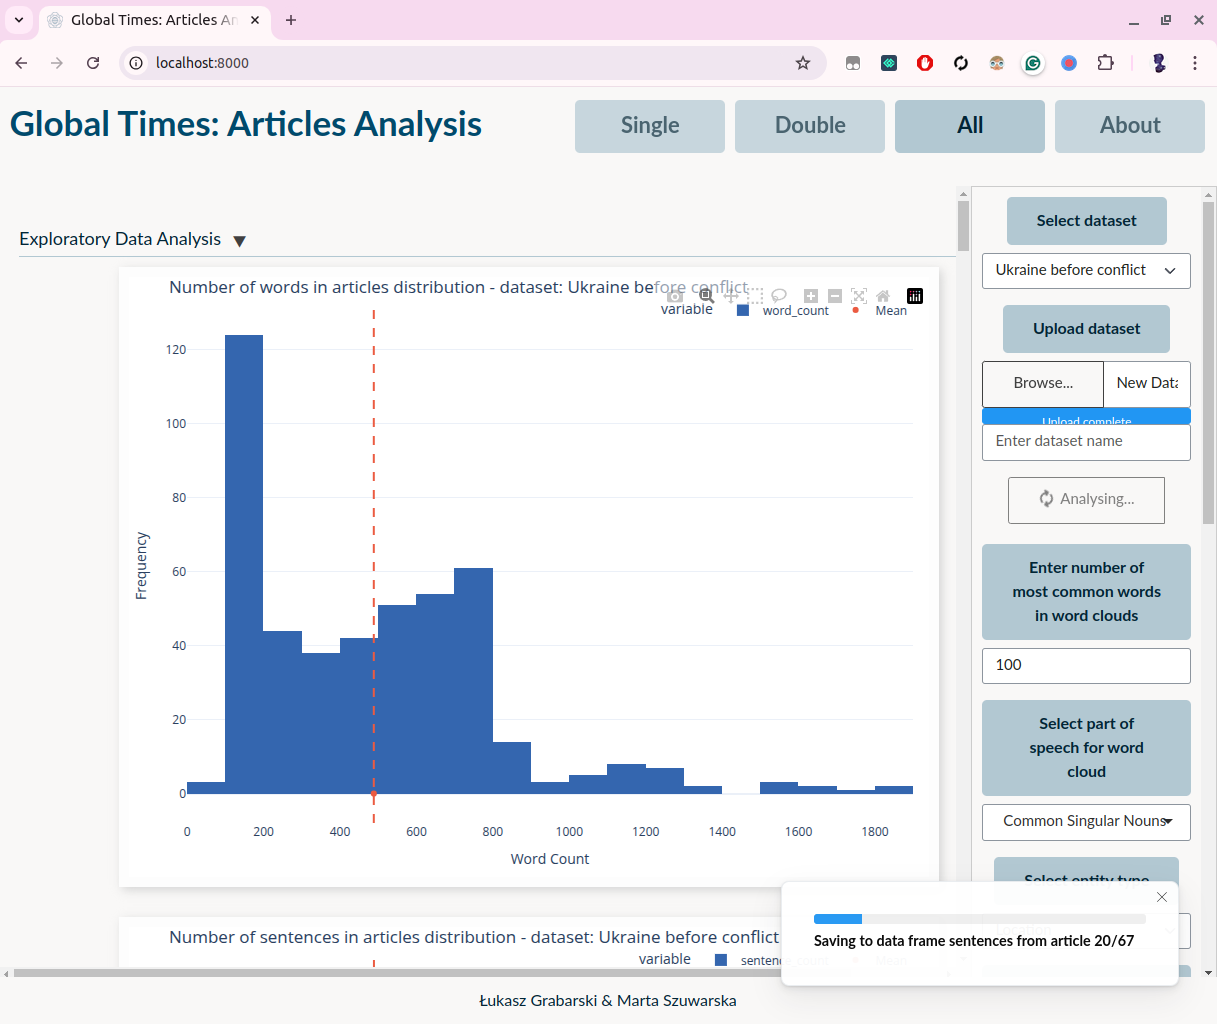 Global Times: Articles An
localhost:8000
Global Times: Articles Analysis
Single
Double
All
About
Exploratory Data Analysis ▼
Number of words in articles distribution - dataset: Ukraine before conflict
variable
word_count
Mean
120
100
80
60
40
20
0
Frequency
0 200 400 600 800 1000 1200 1400 1600 1800
Word Count
Number of sentences in articles distribution - dataset: Ukraine before conflict
variable
sentence_count
Mean
Select dataset
Ukraine before conflict
Upload dataset
Browse...
New Data
Upload complete
Enter dataset name
Analysing...
Enter number of
most common words
in word clouds
100
Select part of
speech for word
cloud
Common Singular Nouns
Select entity type
Location
Saving to data frame sentences from article 20/67
Łukasz Grabarski & Marta Szuwarska